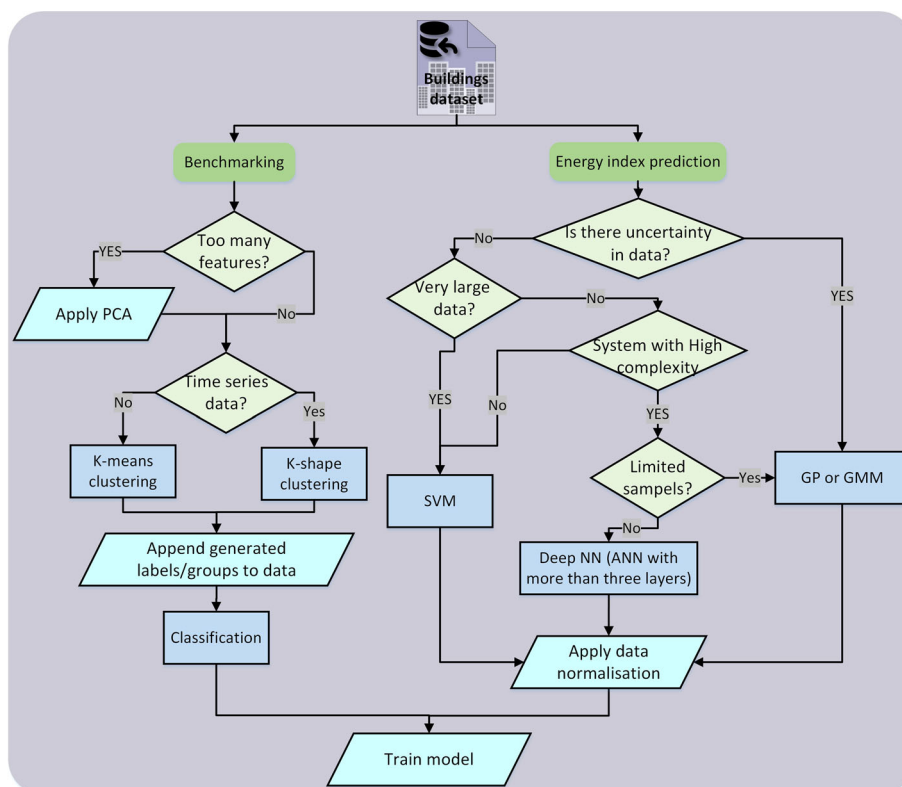 Buildings
dataset
Benchmarking
Energy index prediction
Too many
features?
Is there uncertainty
in data?
YES
No
No
YES
Apply PCA
Very large
data?
No
System with High
complexity
Time series
data?
No
Yes
YES
No
YES
K-means
clustering
K-shape
clustering
SVM
Limited
sampels?
Yes
GP or GMM
No
Append generated
labels/groups to data
Deep NN (ANN with
more than three layers)
Classification
Apply data
normalisation
Train model